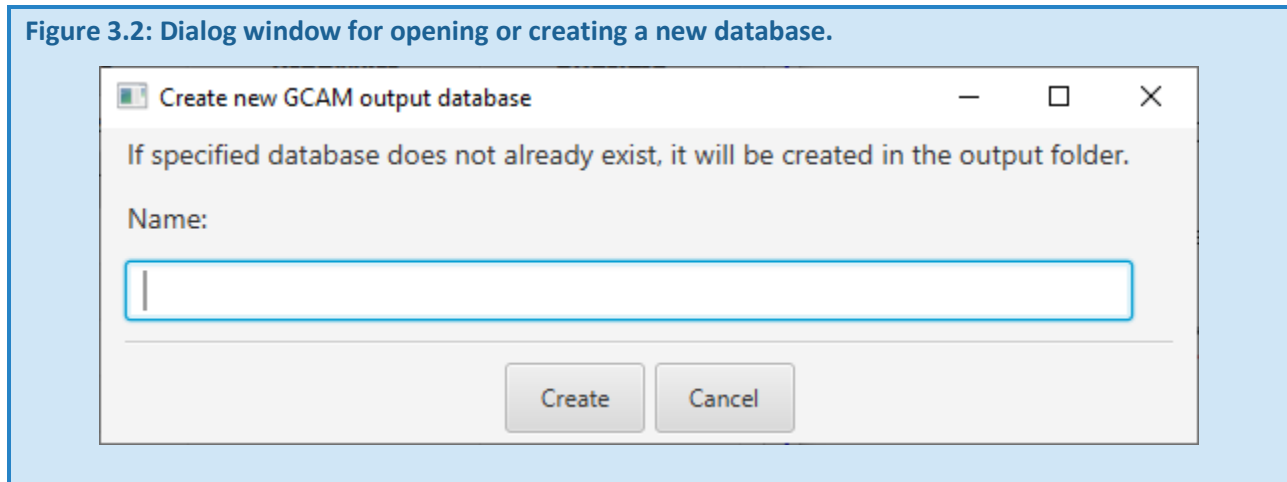 Figure 3.2: Dialog window for opening or creating a new database.
Create new GCAM output database
If specified database does not already exist, it will be created in the output folder.
Name:
Create Cancel